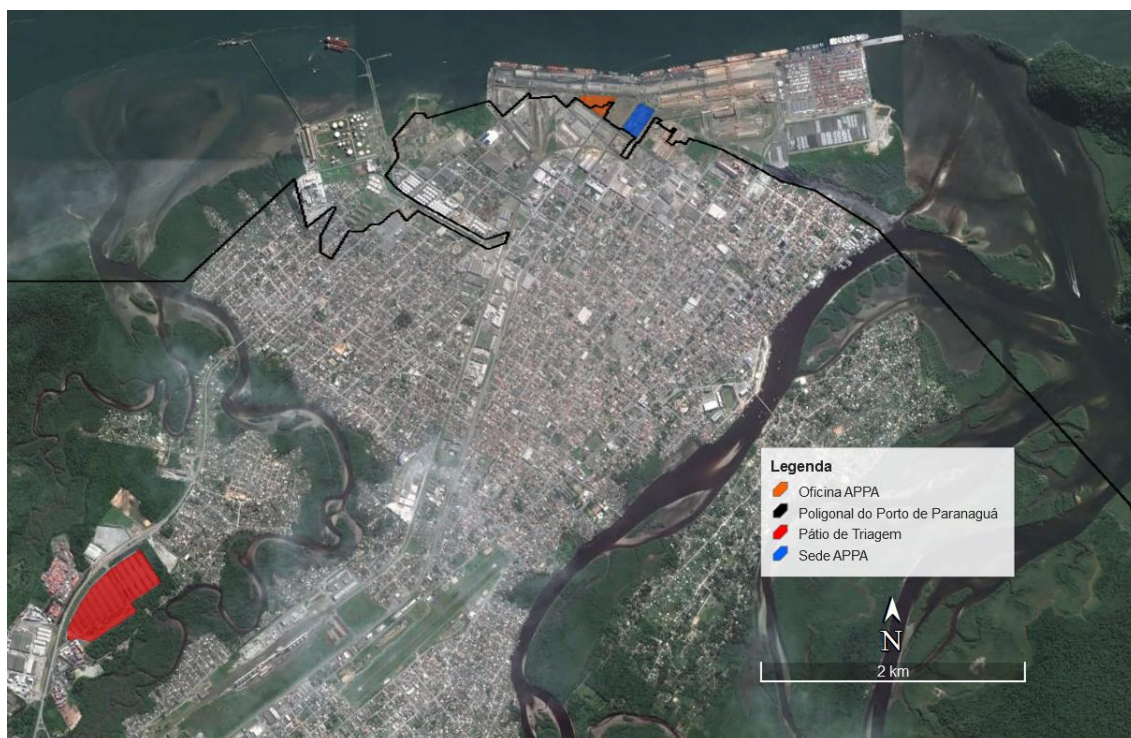 Legenda
Oficina APPA
Poligonal do Porto de Paranaguá
Pátio de Triagem
Sede APPA
N
2 km